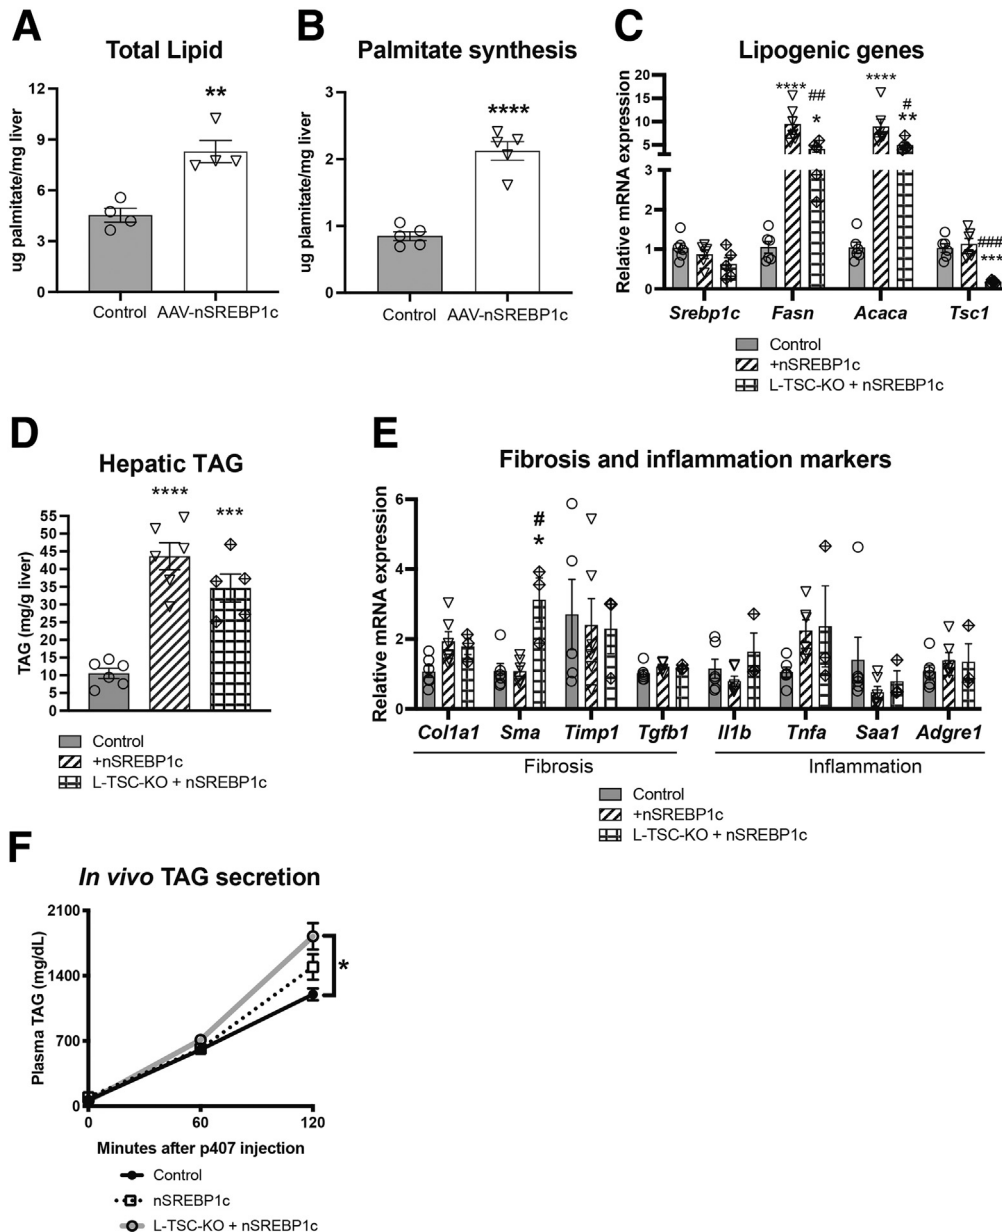 A
Total Lipid
ug palmitate/mg liver
12
9
6
3
0
**
Control
AAV-nSREBP1c
B
Palmitate synthesis
ug plamitate/mg liver
3
2
1
0
****
Control
AAV-nSREBP1c
C
Lipogenic genes
Relative mRNA expression
20
15
10
5
3
2
1
0
****
##
*
****
#
**
###
***
Srebp1c
Fasn
Acaca
Tsc1
Control
+nSREBP1c
L-TSC-KO + nSREBP1c
D
Hepatic TAG
TAG (mg/g liver)
55
50
45
40
35
30
25
20
15
10
5
0
****
***
Control
+nSREBP1c
L-TSC-KO + nSREBP1c
E
Fibrosis and inflammation markers
Relative mRNA expression
6
4
2
0
#
*
Col1a1
Sma
Timp1
Tgfb1
Il1b
Tnfa
Saa1
Adgre1
Fibrosis
Inflammation
Control
+nSREBP1c
L-TSC-KO + nSREBP1c
F
In vivo TAG secretion
Plasma TAG (mg/dL)
2100
1400
700
0
*
0
60
120
Minutes after p407 injection
Control
nSREBP1c
L-TSC-KO + nSREBP1c